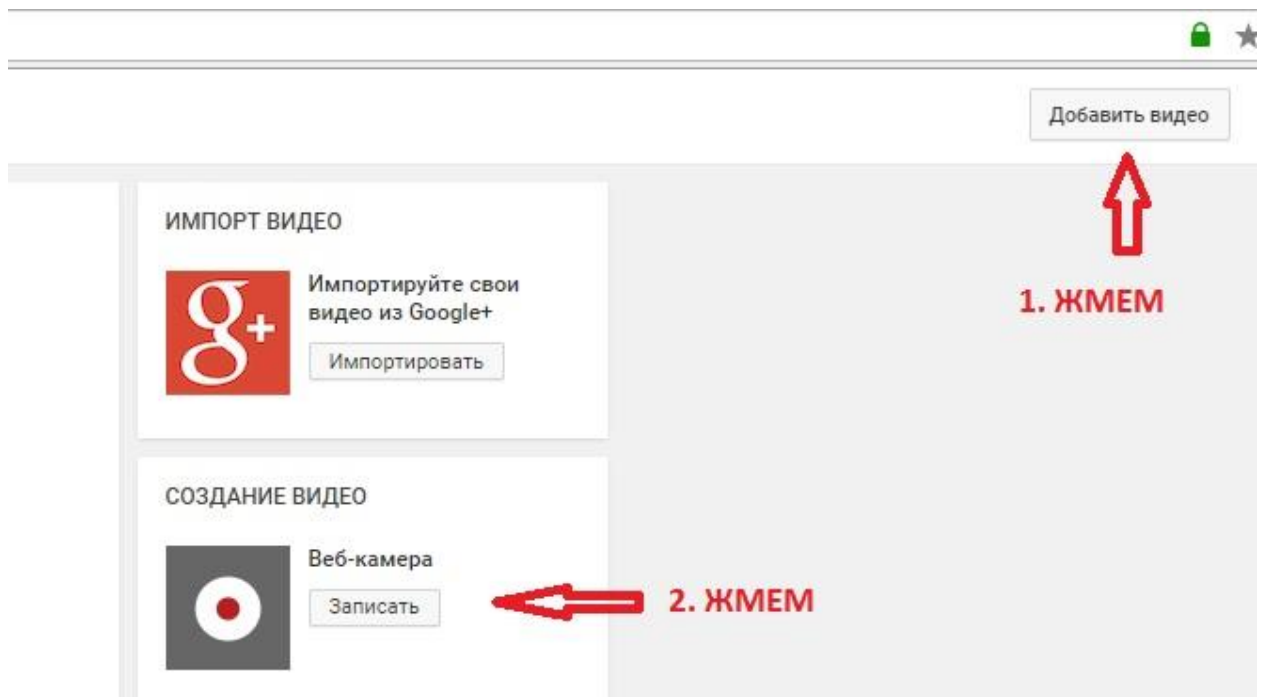 Добавить видео
ИМПОРТ ВИДЕО
g+
Импортируйте свои
видео из Google+
Импортировать
1. ЖМЕМ
СОЗДАНИЕ ВИДЕО
Веб-камера
Записать
2. ЖМЕМ